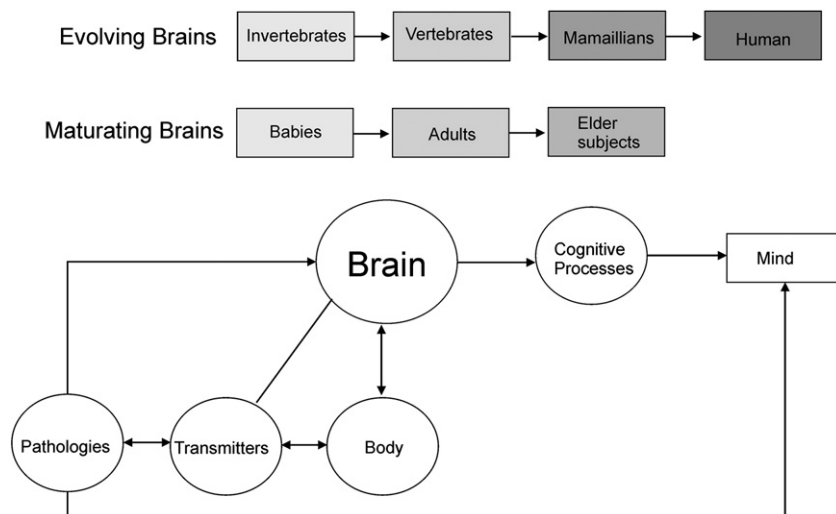 Evolving Brains
Invertebrates
Vertebrates
Mamaillians
Human
Maturating Brains
Babies
Adults
Elder
subjects
Brain
Cognitive
Processes
Mind
Pathologies
Transmitters
Body